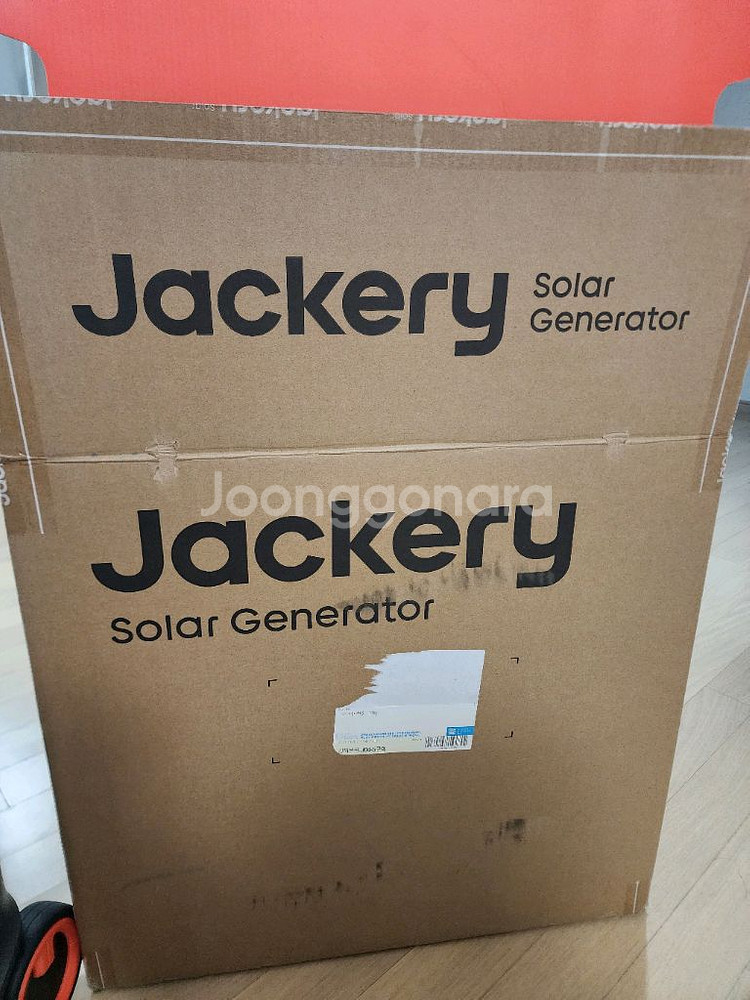 Jackery Solar
Generator
Joonggonara
Jackery
Solar Generator